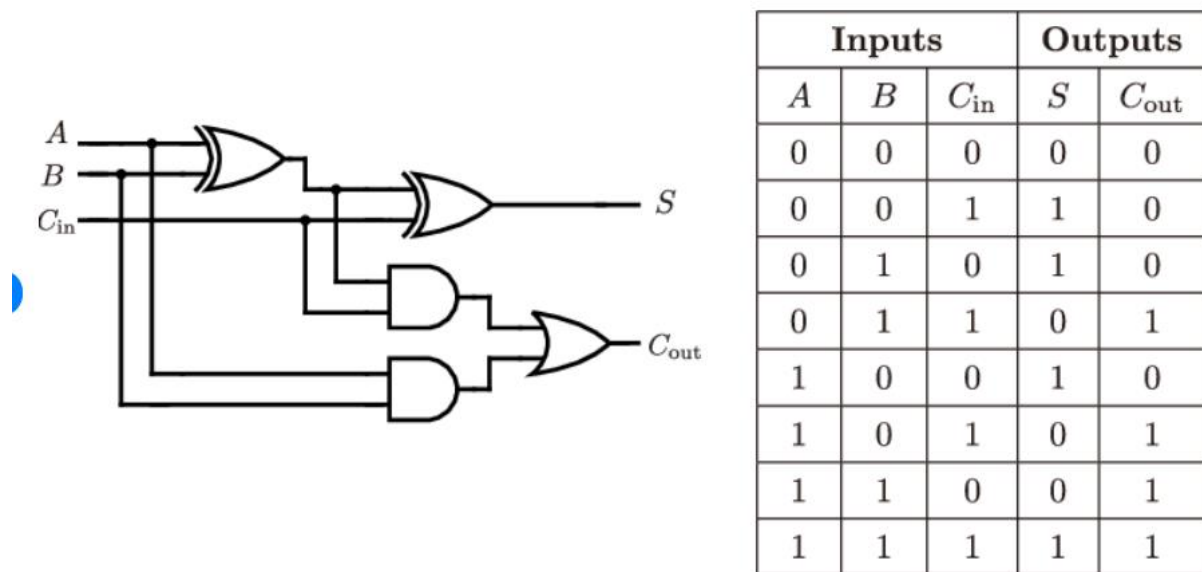 A
B
C_in
S
C_out
Inputs Outputs
A B C_in S C_out
0 0 0 0 0
0 0 1 1 0
0 1 0 1 0
0 1 1 0 1
1 0 0 1 0
1 0 1 0 1
1 1 0 0 1
1 1 1 1 1